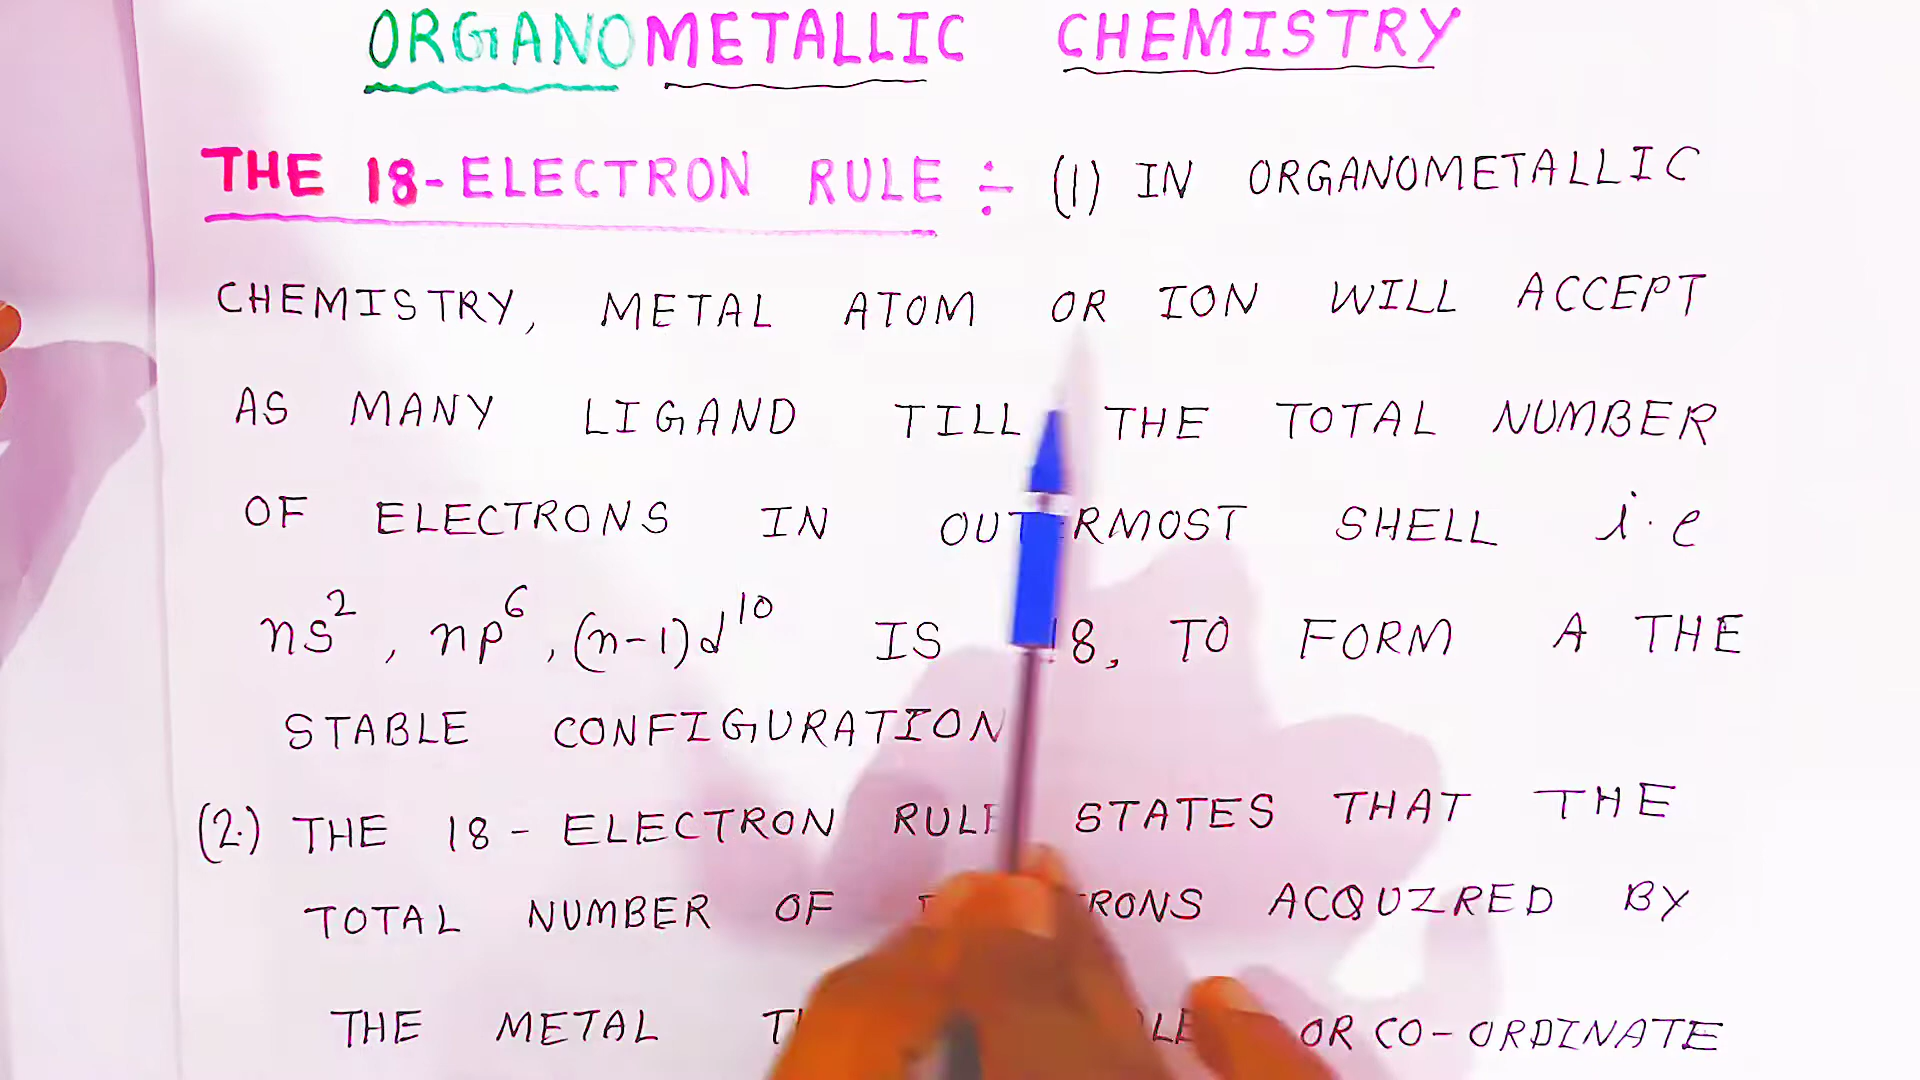 ORGANOMETALLIC CHEMISTRY
THE 18-ELECTRON RULE ÷ (1) IN ORGANOMETALLIC
CHEMISTRY, METAL ATOM OR ION WILL ACCEPT
AS MANY LIGAND TILL THE TOTAL NUMBER
OF ELECTRONS IN OUTERMOST SHELL i.e
ns², np⁶, (n-1)d¹⁰ IS 18, TO FORM A THE
STABLE CONFIGURATION
(2.) THE 18-ELECTRON RULE STATES THAT THE
TOTAL NUMBER OF ACQUIRED BY
THE METAL OR CO-ORDINATE